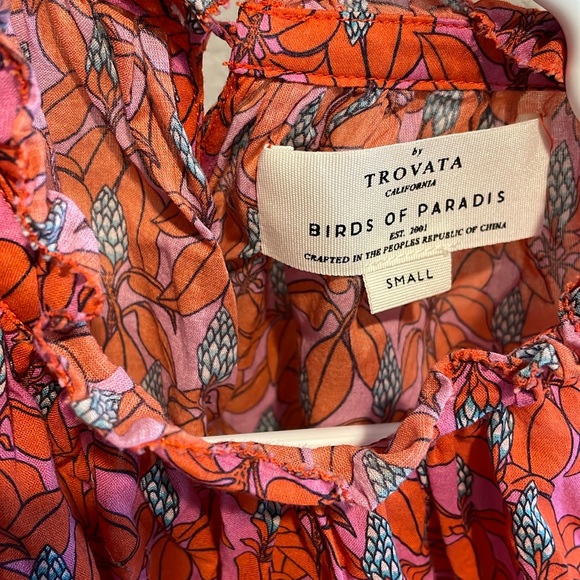 by
TROVATA
CALIFORNIA
BIRDS OF PARADIS
EST. 2001
CRAFTED IN THE PEOPLES REPUBLIC OF CHINA
SMALL